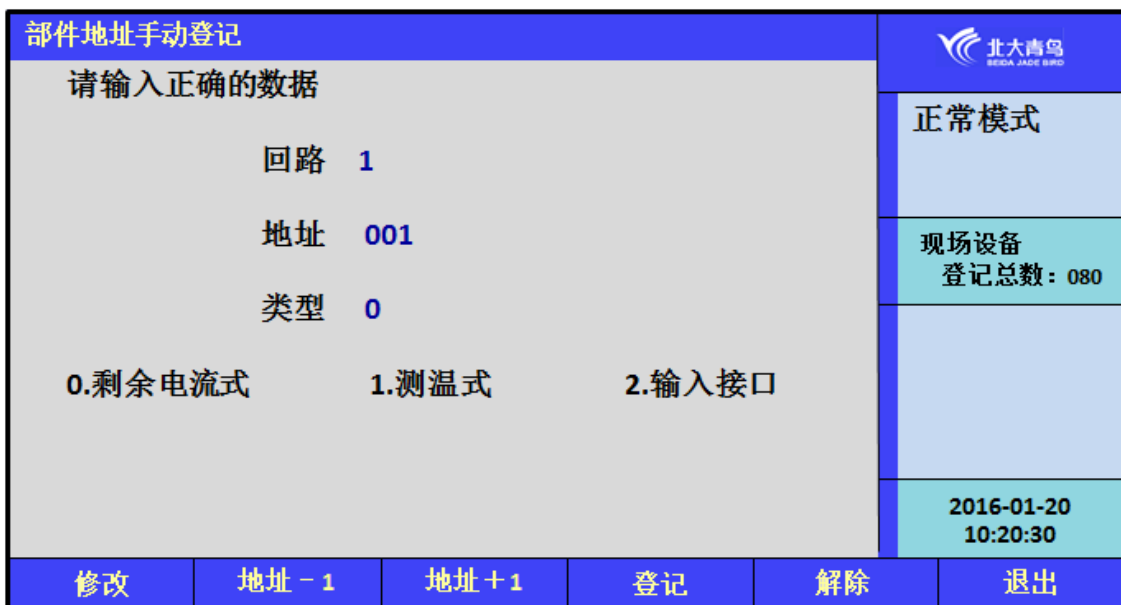 部件地址手动登记
北大青鸟
BEIDA JADE BIRD
请输入正确的数据
正常模式
回路 1
地址 001
现场设备
登记总数：080
类型 0
0.剩余电流式 1.测温式 2.输入接口
2016-01-20
10:20:30
修改 地址－1 地址＋1 登记 解除 退出